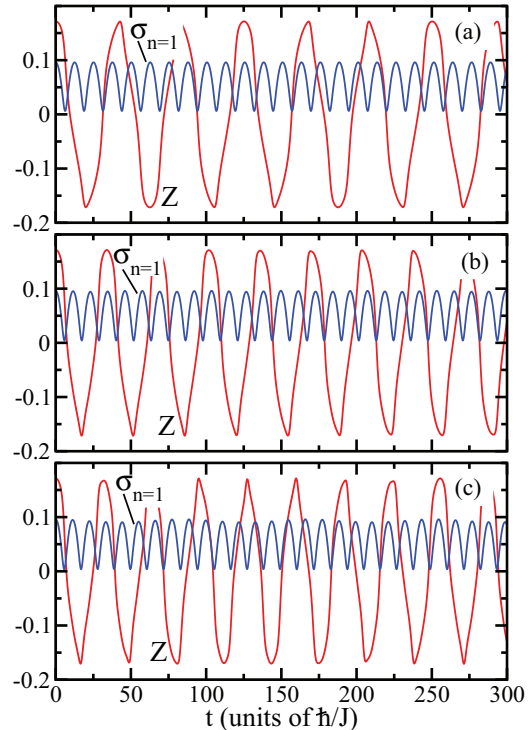 0.1
0
-0.1
-0.2
σn=1
(a)
Z
0.1
0
-0.1
-0.2
σn=1
(b)
Z
0.1
0
-0.1
-0.2
σn=1
(c)
Z
0 50 100 150 200 250 300
t (units of ħ/J)